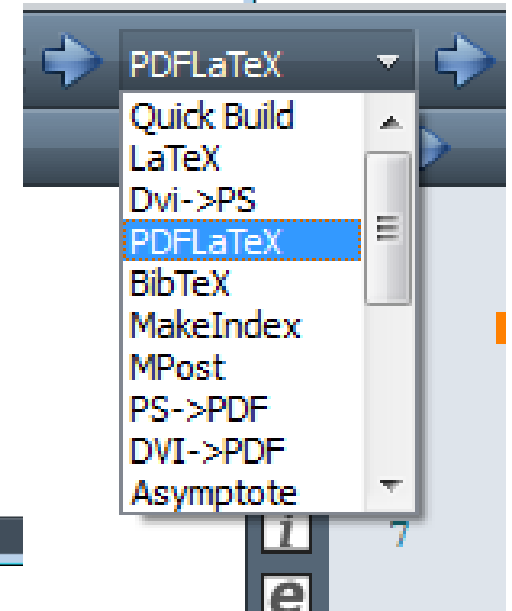 PDFLaTeX
Quick Build
LaTeX
Dvi->PS
PDFLaTeX
BibTeX
MakeIndex
MPost
PS->PDF
DVI->PDF
Asymptote
i
7
e